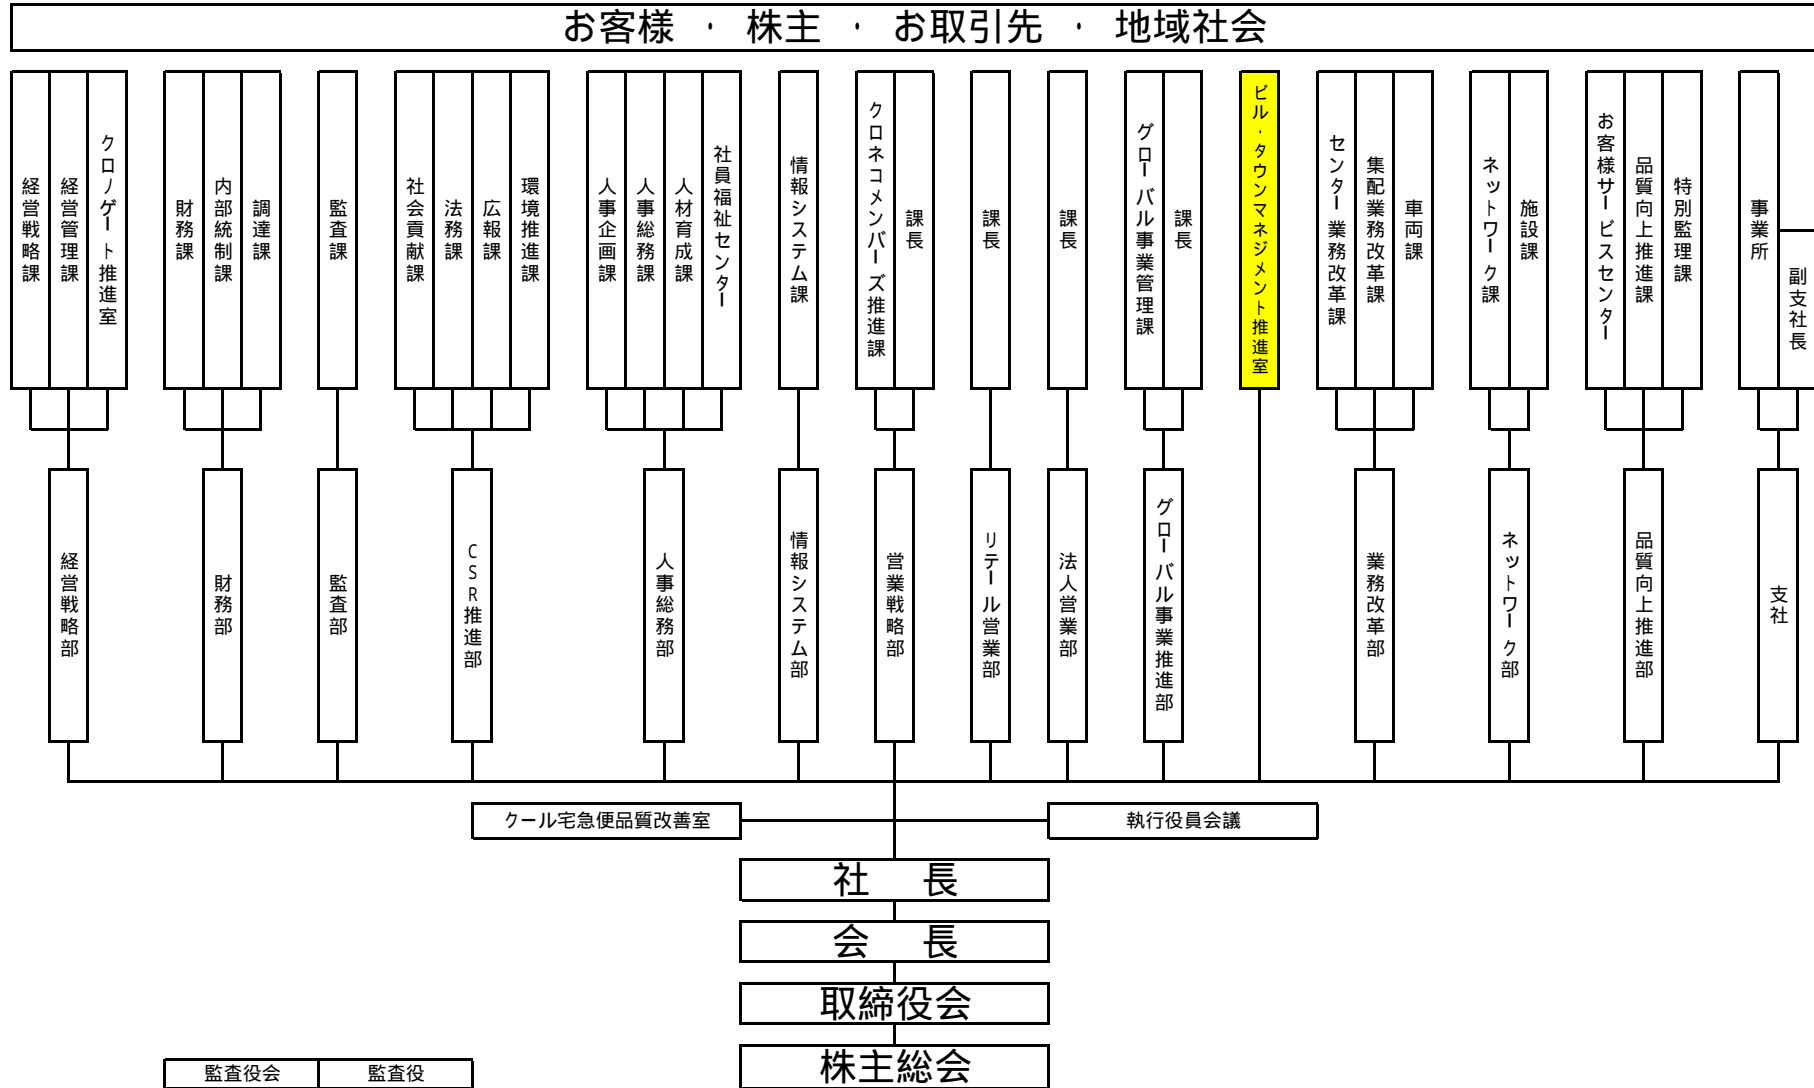 お客様 ・ 株主 ・ お取引先 ・ 地域社会
経営戦略課
経営管理課
クロノゲート推進室
財務課
内部統制課
調達課
監査課
社会貢献課
法務課
広報課
環境推進課
人事企画課
人事総務課
人材育成課
社員福祉センター
情報システム課
クロネコメンバーズ推進課
課長
課長
課長
グローバル事業管理課
課長
ビル・タウンマネジメント推進室
センター業務改革課
集配業務改革課
車両課
ネットワーク課
施設課
お客様サービスセンター
品質向上推進課
特別監理課
事業所
副支社長
経営戦略部
財務部
監査部
CSR推進部
人事総務部
情報システム部
営業戦略部
リテール営業部
法人営業部
グローバル事業推進部
業務改革部
ネットワーク部
品質向上推進部
支社
クール宅急便品質改善室
執行役員会議
社 長
会 長
取締役会
株主総会
監査役会
監査役